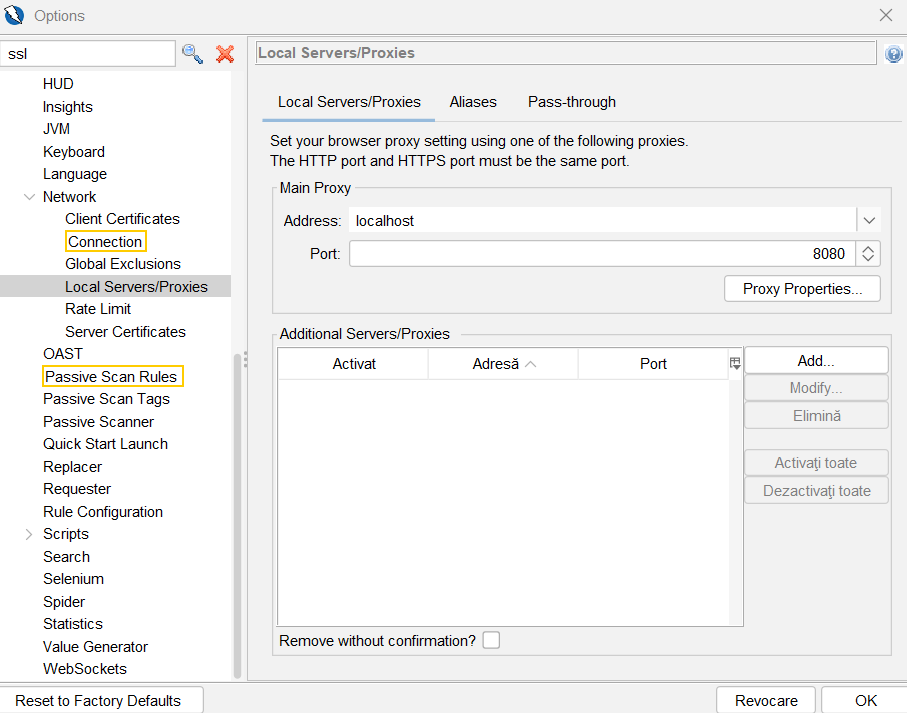 Options
ssl
HUD
Insights
JVM
Keyboard
Language
Network
Client Certificates
Connection
Global Exclusions
Local Servers/Proxies
Rate Limit
Server Certificates
OAST
Passive Scan Rules
Passive Scan Tags
Passive Scanner
Quick Start Launch
Replacer
Requester
Rule Configuration
Scripts
Search
Selenium
Spider
Statistics
Value Generator
WebSockets
Local Servers/Proxies
Local Servers/Proxies Aliases Pass-through
Set your browser proxy setting using one of the following proxies.
The HTTP port and HTTPS port must be the same port.
Main Proxy
Address: localhost
Port: 8080
Proxy Properties...
Additional Servers/Proxies
Activat Adresă Port
Add...
Modify...
Elimină
Activați toate
Dezactivați toate
Remove without confirmation?
Reset to Factory Defaults Revocare OK